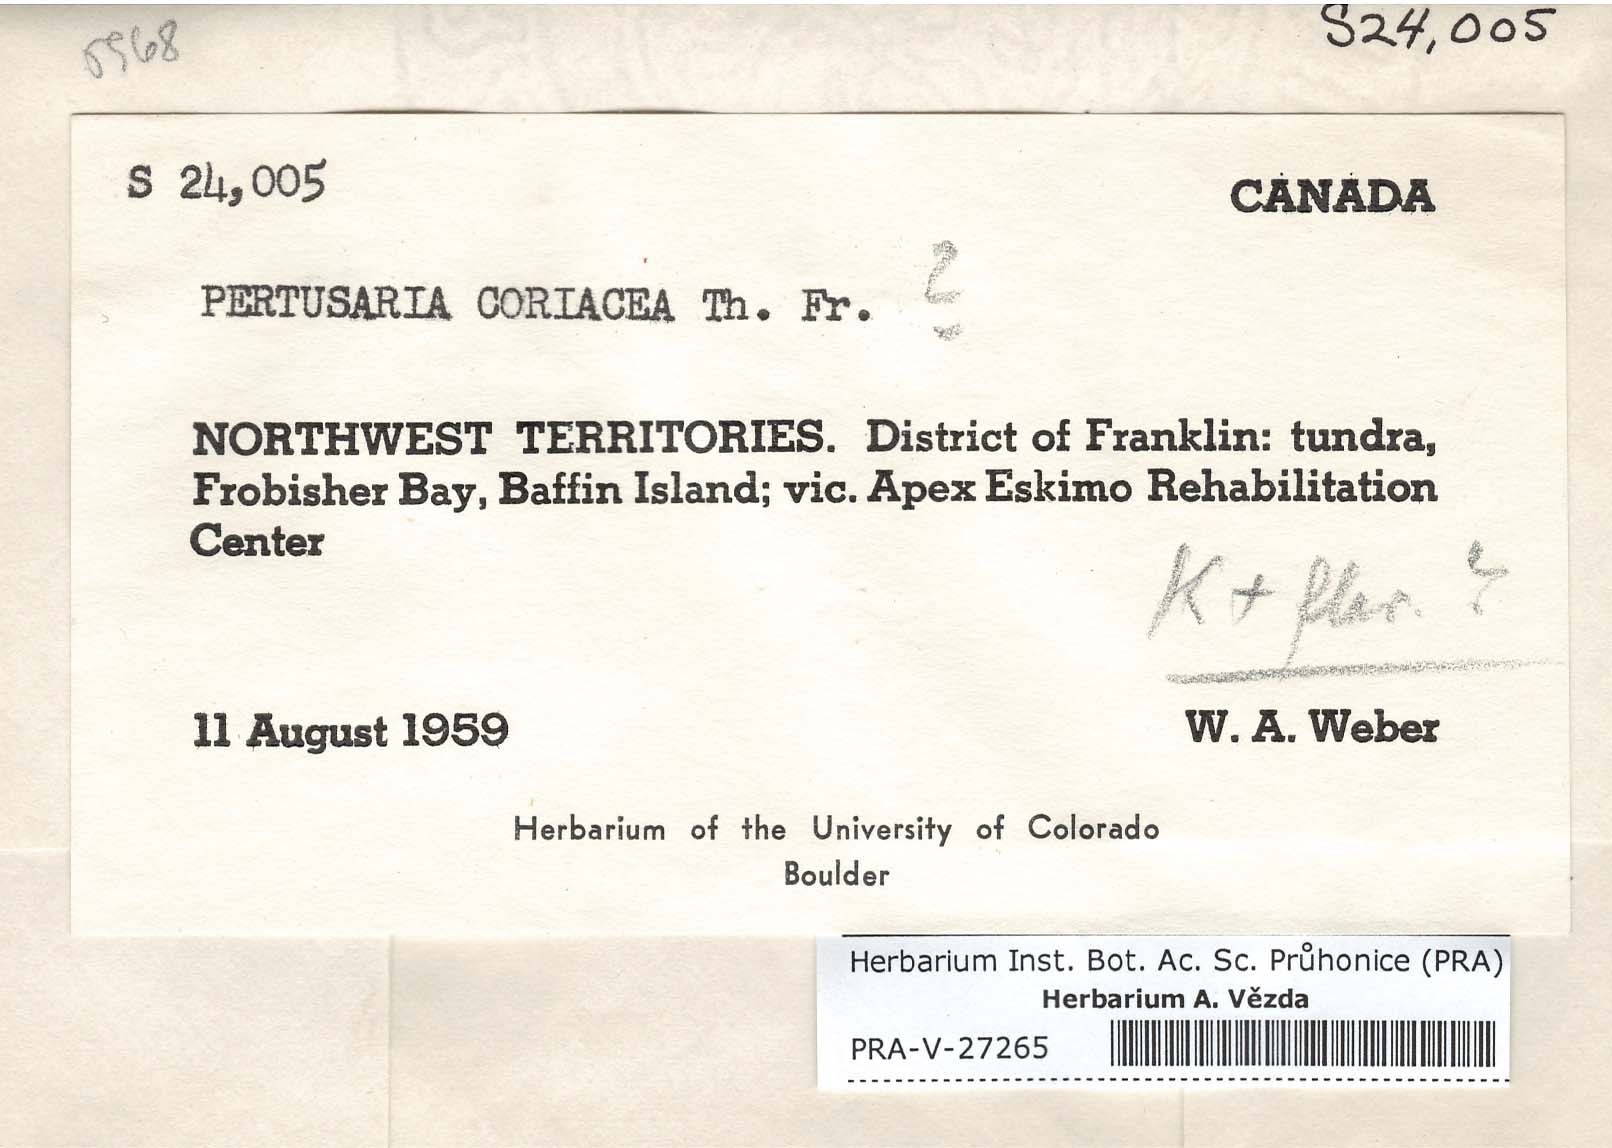 5968
S24,005
S 24,005
CANADA
PERTUSARIA CORIACEA Th. Fr. ?
NORTHWEST TERRITORIES. District of Franklin: tundra,
Frobisher Bay, Baffin Island; vic. Apex Eskimo Rehabilitation
Center
K + flav. ?
11 August 1959
W. A. Weber
Herbarium of the University of Colorado
Boulder
Herbarium Inst. Bot. Ac. Sc. Průhonice (PRA)
Herbarium A. Vězda
PRA-V-27265